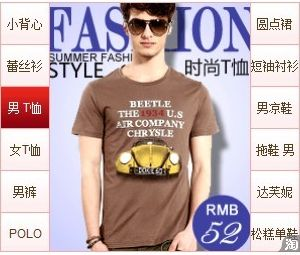 小背心
蕾丝衫
男 T恤
女T恤
男裤
POLO
FASHION
SUMMER FASHI
STYLE
时尚T恤
BEETLE
THE 1934 U.S
AIR COMPANY
CHRYSLE
RMB
52
圆点裙
短袖衬衫
男凉鞋
拖鞋 男
达芙妮
松糕单鞋
淘